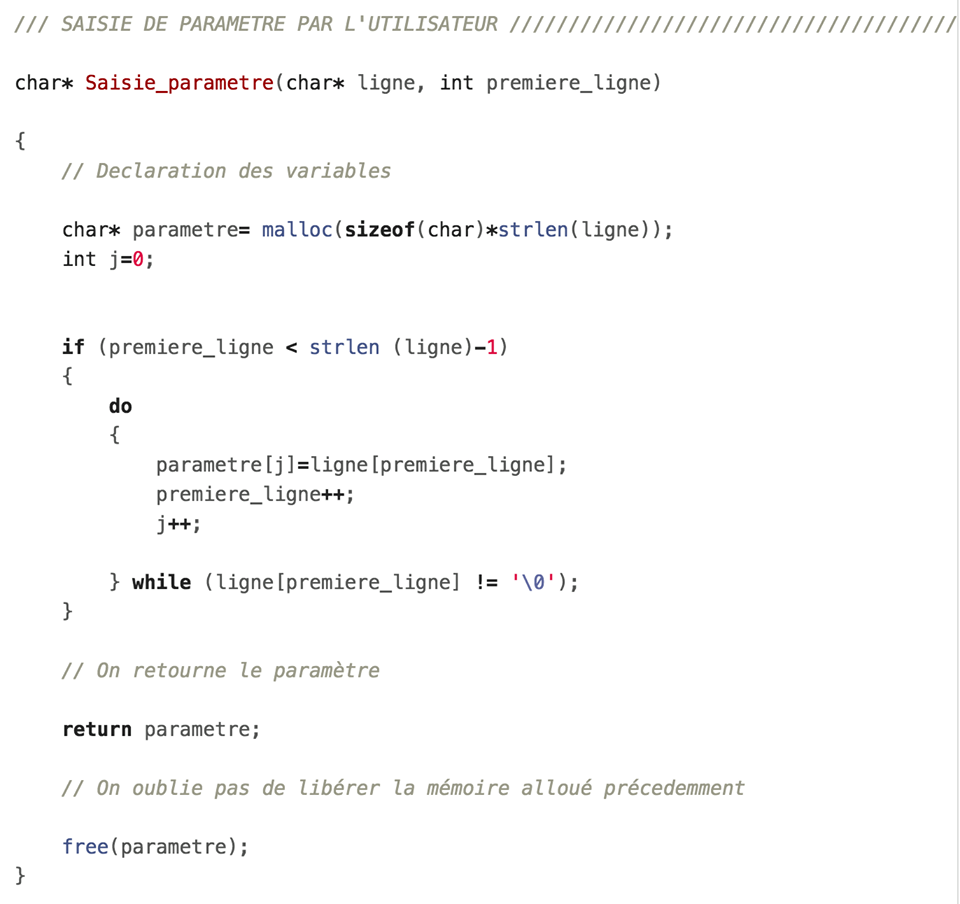 /// SAISIE DE PARAMETRE PAR L'UTILISATEUR //////////////////////////////////////
char* Saisie_parametre(char* ligne, int premiere_ligne)
{
// Declaration des variables
char* parametre= malloc(sizeof(char)*strlen(ligne));
int j=0;
if (premiere_ligne < strlen (ligne)-1)
{
do
{
parametre[j]=ligne[premiere_ligne];
premiere_ligne++;
j++;
} while (ligne[premiere_ligne] != '\0');
}
// On retourne le paramètre
return parametre;
// On oublie pas de libérer la mémoire alloué précedemment
free(parametre);
}